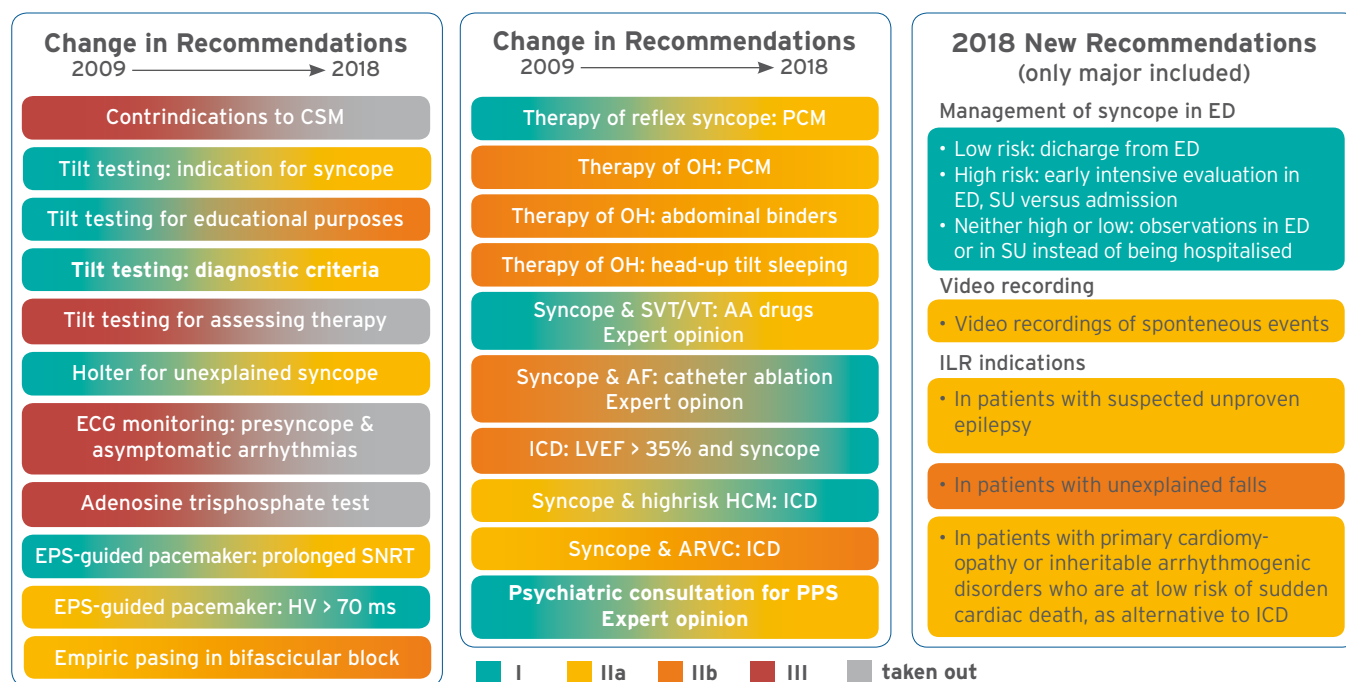 Change in Recommendations
2009 2018
Contrindications to CSM
Tilt testing: indication for syncope
Tilt testing for educational purposes
Tilt testing: diagnostic criteria
Tilt testing for assessing therapy
Holter for unexplained syncope
ECG monitoring: presyncope &
asymptomatic arrhythmias
Adenosine trisphosphate test
EPS-guided pacemaker: prolonged SNRT
EPS-guided pacemaker: HV > 70 ms
Empiric pasing in bifascicular block
Change in Recommendations
2009 2018
Therapy of reflex syncope: PCM
Therapy of OH: PCM
Therapy of OH: abdominal binders
Therapy of OH: head-up tilt sleeping
Syncope & SVT/VT: AA drugs
Expert opinion
Syncope & AF: catheter ablation
Expert opinon
ICD: LVEF > 35% and syncope
Syncope & highrisk HCM: ICD
Syncope & ARVC: ICD
Psychiatric consultation for PPS
Expert opinion
I IIa IIb III taken out
2018 New Recommendations
(only major included)
Management of syncope in ED
• Low risk: dicharge from ED
• High risk: early intensive evaluation in
ED, SU versus admission
• Neither high or low: observations in ED
or in SU instead of being hospitalised
Video recording
• Video recordings of sponteneous events
ILR indications
• In patients with suspected unproven
epilepsy
• In patients with unexplained falls
• In patients with primary cardiomy-
opathy or inheritable arrhythmogenic
disorders who are at low risk of sudden
cardiac death, as alternative to ICD